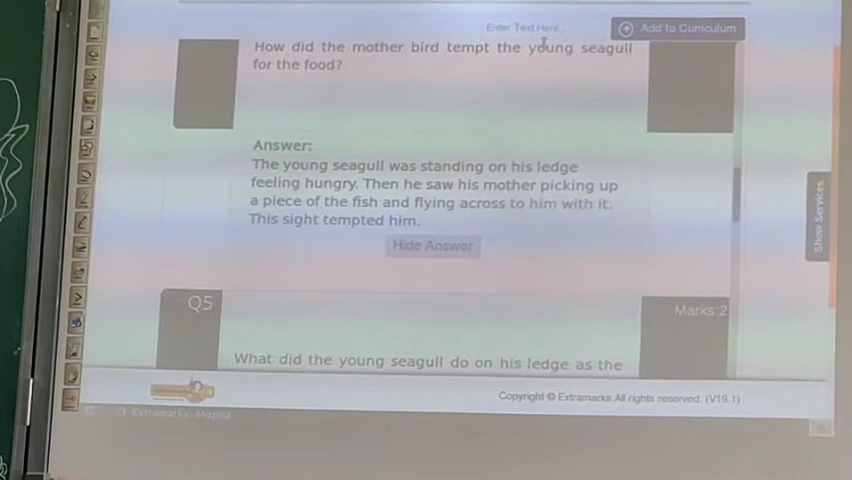 Enter Text Here...
Add to Curriculum
How did the mother bird tempt the young seagull
for the food?
Answer:
The young seagull was standing on his ledge
feeling hungry. Then he saw his mother picking up
a piece of the fish and flying across to him with it.
This sight tempted him.
Hide Answer
Show Services
Q5
Marks:2
What did the young seagull do on his ledge as the
Copyright © Extramarks All rights reserved. (V19.1)
Extramarks - Mozilla